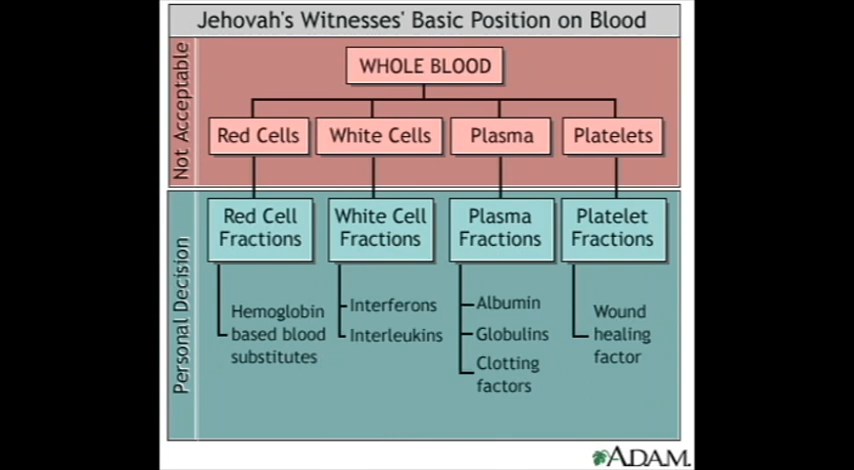 Jehovah's Witnesses' Basic Position on Blood
Not Acceptable
WHOLE BLOOD
Red Cells
White Cells
Plasma
Platelets
Personal Decision
Red Cell
Fractions
White Cell
Fractions
Plasma
Fractions
Platelet
Fractions
Hemoglobin
based blood
substitutes
Interferons
Interleukins
Albumin
Globulins
Clotting
factors
Wound
healing
factor
A.D.A.M.